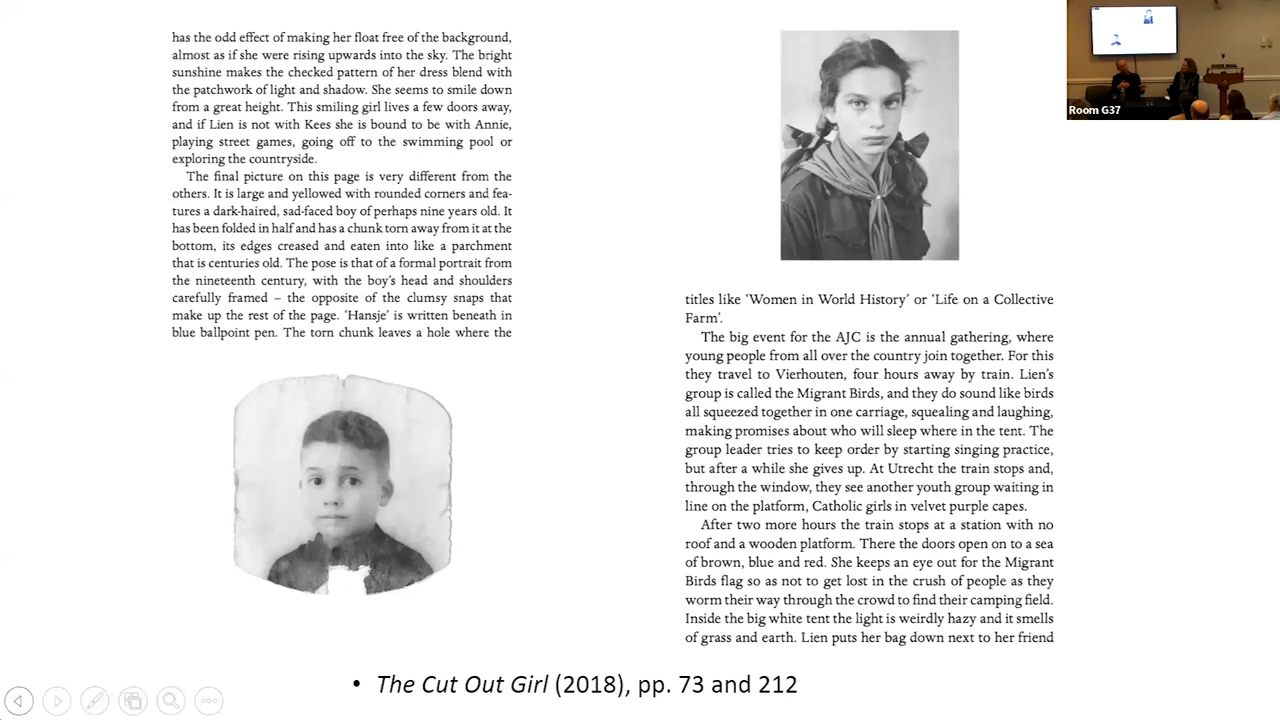 has the odd effect of making her float free of the background,
almost as if she were rising upwards into the sky. The bright
sunshine makes the checked pattern of her dress blend with
the patchwork of light and shadow. She seems to smile down
from a great height. This smiling girl lives a few doors away,
and if Lien is not with Kees she is bound to be with Annie,
playing street games, going off to the swimming pool or
exploring the countryside.
The final picture on this page is very different from the
others. It is large and yellowed with rounded corners and fea-
tures a dark-haired, sad-faced boy of perhaps nine years old. It
has been folded in half and has a chunk torn away from it at the
bottom, its edges creased and eaten into like a parchment
that is centuries old. The pose is that of a formal portrait from
the nineteenth century, with the boy's head and shoulders
carefully framed – the opposite of the clumsy snaps that
make up the rest of the page. 'Hansje' is written beneath in
blue ballpoint pen. The torn chunk leaves a hole where the
titles like 'Women in World History' or 'Life on a Collective
Farm'.
The big event for the AJC is the annual gathering, where
young people from all over the country join together. For this
they travel to Vierhouten, four hours away by train. Lien's
group is called the Migrant Birds, and they do sound like birds
all squeezed together in one carriage, squealing and laughing,
making promises about who will sleep where in the tent. The
group leader tries to keep order by starting singing practice,
but after a while she gives up. At Utrecht the train stops and,
through the window, they see another youth group waiting in
line on the platform, Catholic girls in velvet purple capes.
After two more hours the train stops at a station with no
roof and a wooden platform. There the doors open on to a sea
of brown, blue and red. She keeps an eye out for the Migrant
Birds flag so as not to get lost in the crush of people as they
worm their way through the crowd to find their camping field.
Inside the big white tent the light is weirdly hazy and it smells
of grass and earth. Lien puts her bag down next to her friend
• The Cut Out Girl (2018), pp. 73 and 212
Room G37